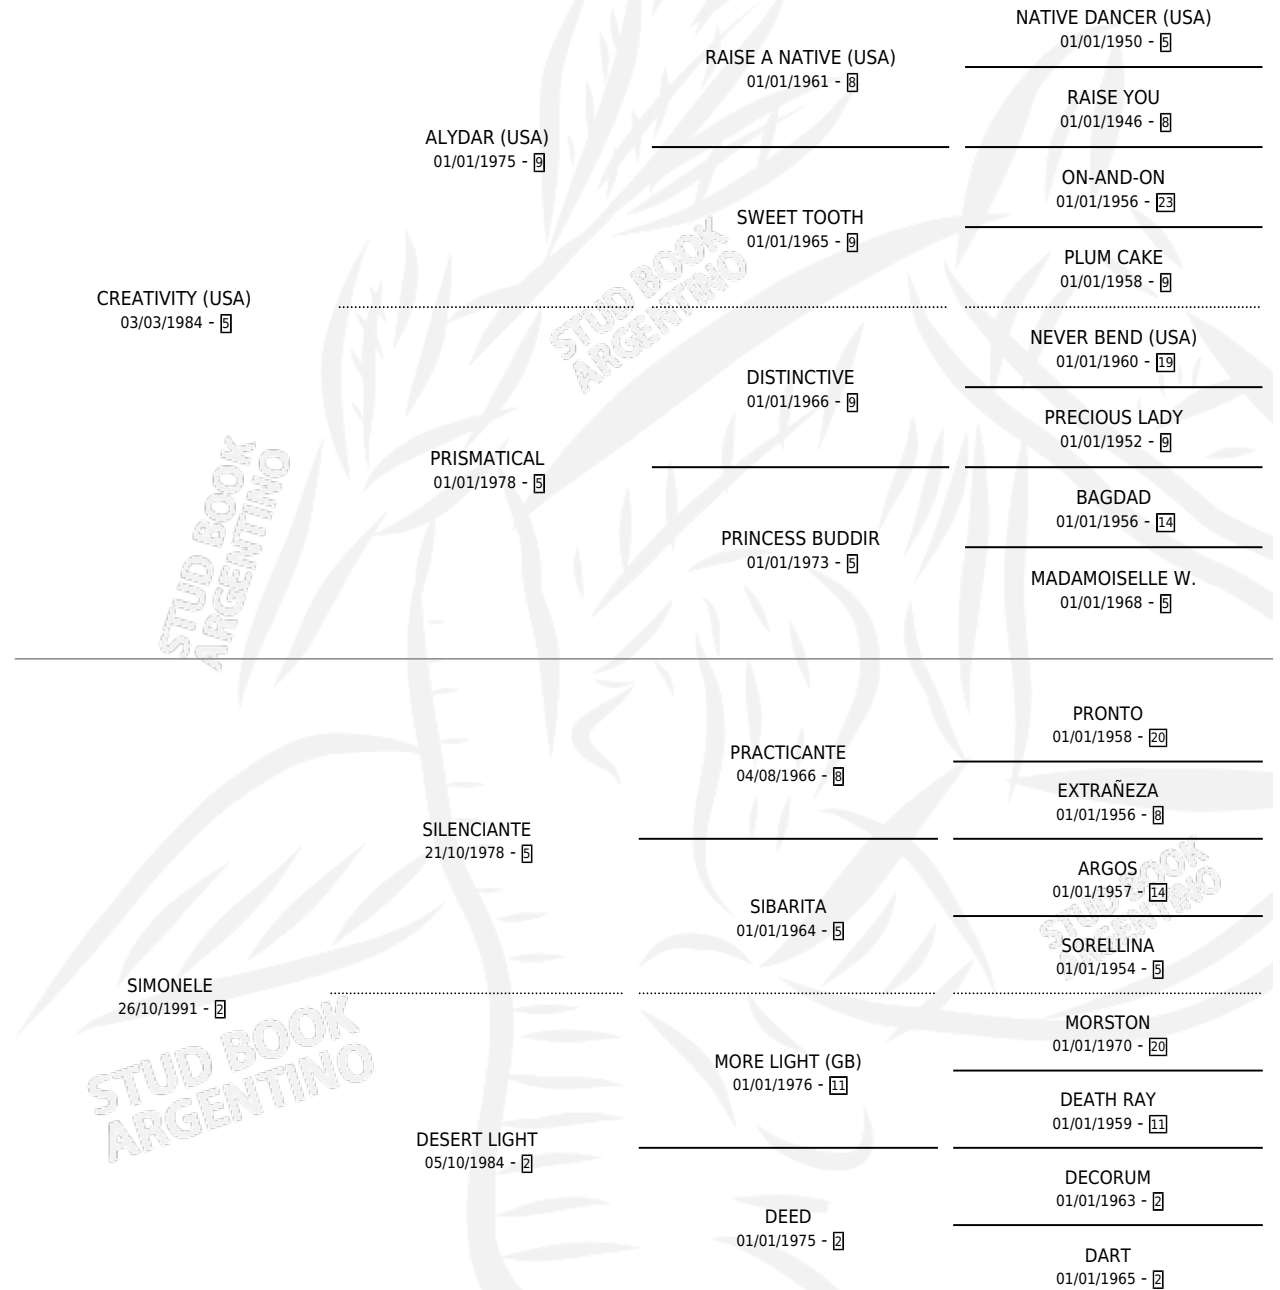 NATIVE DANCER (USA)
01/01/1950 - 5
RAISE A NATIVE (USA)
01/01/1961 - 8
RAISE YOU
01/01/1946 - 8
ALYDAR (USA)
01/01/1975 - 9
ON-AND-ON
01/01/1956 - 23
SWEET TOOTH
01/01/1965 - 9
PLUM CAKE
01/01/1958 - 9
CREATIVITY (USA)
03/03/1984 - 5
NEVER BEND (USA)
01/01/1960 - 19
DISTINCTIVE
01/01/1966 - 9
PRECIOUS LADY
01/01/1952 - 9
PRISMATICAL
01/01/1978 - 5
BAGDAD
01/01/1956 - 14
PRINCESS BUDDIR
01/01/1973 - 5
MADAMOISELLE W.
01/01/1968 - 5
STUD BOOK
ARGENTINO
STUD BOOK
ARGENTINO
PRONTO
01/01/1958 - 20
PRACTICANTE
04/08/1966 - 8
EXTRAÑEZA
01/01/1956 - 8
SILENCIANTE
21/10/1978 - 5
ARGOS
01/01/1957 - 14
SIBARITA
01/01/1964 - 5
SORELLINA
01/01/1954 - 5
SIMONELE
26/10/1991 - 2
MORSTON
01/01/1970 - 20
MORE LIGHT (GB)
01/01/1976 - 11
DEATH RAY
01/01/1959 - 11
DESERT LIGHT
05/10/1984 - 2
DECORUM
01/01/1963 - 2
DEED
01/01/1975 - 2
DART
01/01/1965 - 2
STUD BOOK
ARGENTINO
STUD BOOK
ARGENTINO